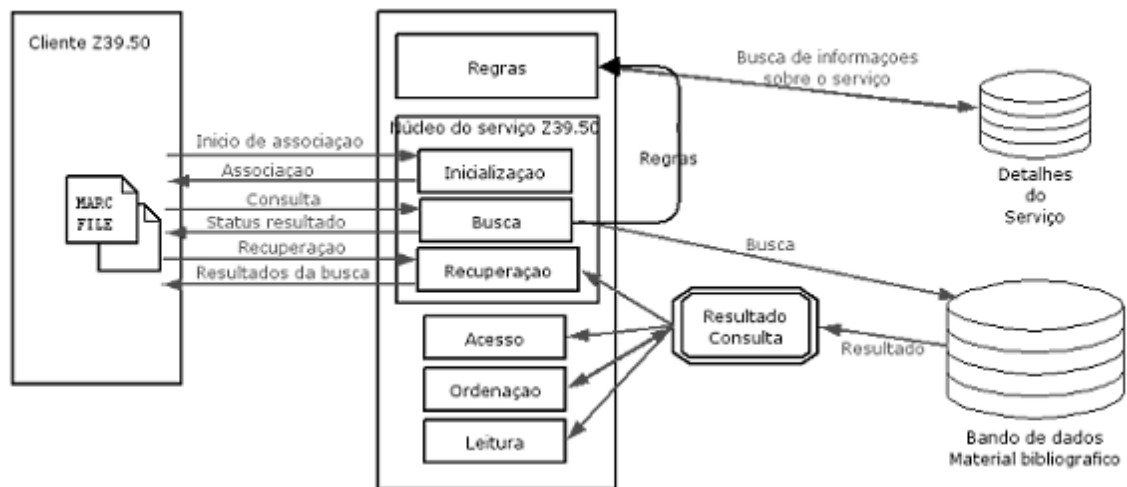 Cliente Z39.50
MARC
FILE
Inicio de associaçao
Associaçao
Consulta
Status resultado
Recuperaçao
Resultados da busca
Regras
Núcleo do serviço Z39.50
Inicializaçao
Busca
Recuperaçao
Acesso
Ordenaçao
Leitura
Regras
Busca de informaçoes
sobre o serviço
Detalhes
do
Serviço
Busca
Resultado
Consulta
Resultado
Bando de dados
Material bibliografico